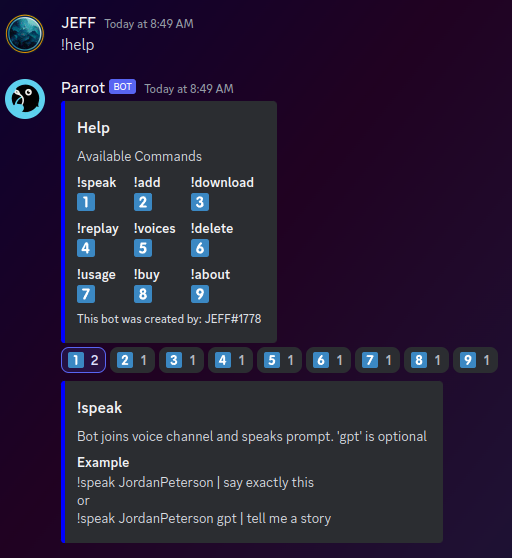 JEFF Today at 8:49 AM
!help
Parrot BOT Today at 8:49 AM
Help
Available Commands
!speak !add !download
1 2 3
!replay !voices !delete
4 5 6
!usage !buy !about
7 8 9
This bot was created by: JEFF#1778
1 2 2 1 3 1 4 1 5 1 6 1 7 1 8 1 9 1
!speak
Bot joins voice channel and speaks prompt. 'gpt' is optional
Example
!speak JordanPeterson | say exactly this
or
!speak JordanPeterson gpt | tell me a story